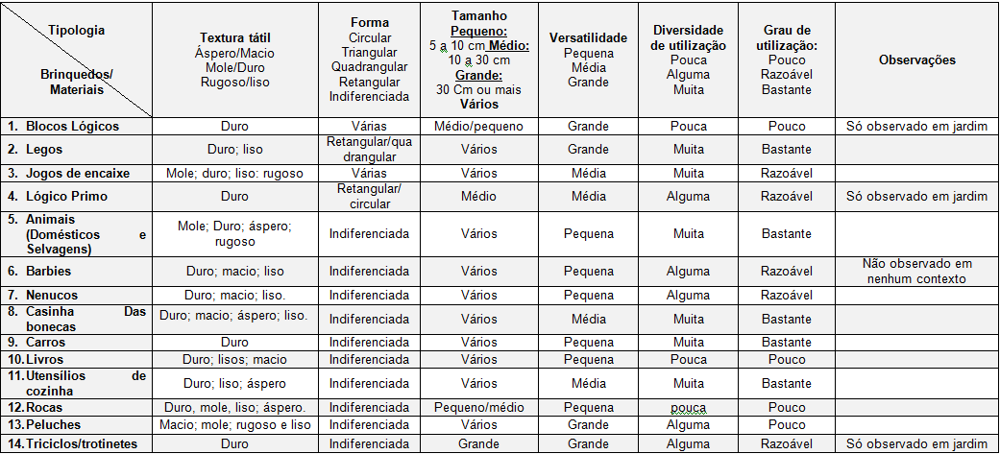 Tipologia
Brinquedos/
Materiais
Textura tátil
Áspero/Macio
Mole/Duro
Rugoso/liso
Forma
Circular
Triangular
Quadrangular
Retangular
Indiferenciada
Tamanho
Pequeno:
5 a 10 cm Médio:
10 a 30 cm
Grande:
30 Cm ou mais
Vários
Versatilidade
Pequena
Média
Grande
Diversidade
de utilização
Pouca
Alguma
Muita
Grau de
utilização:
Pouco
Razoável
Bastante
Observações
1. Blocos Lógicos Duro Várias Médio/pequeno Grande Pouca Pouco Só observado em jardim
2. Legos Duro; liso Retangular/qua
drangular Vários Grande Muita Bastante
3. Jogos de encaixe Mole; duro; liso: rugoso Várias Vários Média Muita Razoável
4. Lógico Primo Duro Retangular/
circular Médio Média Alguma Razoável Só observado em jardim
5. Animais
(Domésticos e
Selvagens)
Mole; Duro; áspero;
rugoso
Indiferenciada Vários Pequena Muita Bastante
6. Barbies Duro; macio; liso Indiferenciada Vários Pequena Alguma Razoável Não observado em
nenhum contexto
7. Nenucos Duro; macio; liso. Indiferenciada Vários Pequena Alguma Razoável
8. Casinha Das
bonecas
Duro; macio; áspero; liso. Indiferenciada Vários Média Muita Bastante
9. Carros Duro Indiferenciada Vários Pequena Muita Bastante
10. Livros Duro; lisos; macio Indiferenciada Vários Pequena Pouca Pouco
11. Utensílios de
cozinha
Duro; liso; áspero Indiferenciada Vários Média Muita Bastante
12. Rocas Duro, mole, liso; áspero. Indiferenciada Pequeno/médio Pequena pouca Pouco
13. Peluches Macio; mole; rugoso e liso Indiferenciada Vários Grande Alguma Pouco
14. Triciclos/trotinetes Duro Indiferenciada Grande Grande Alguma Razoável Só observado em jardim